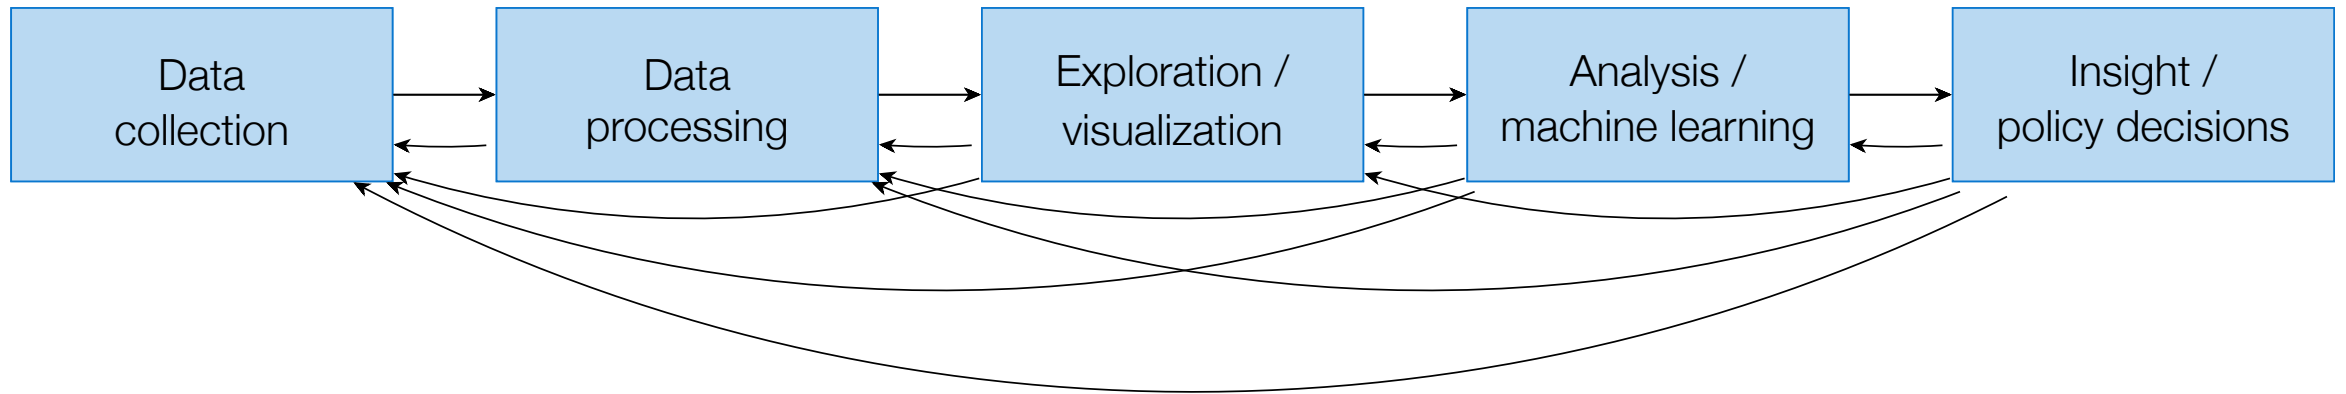 Data
collection
Data
processing
Exploration /
visualization
Analysis /
machine learning
Insight /
policy decisions